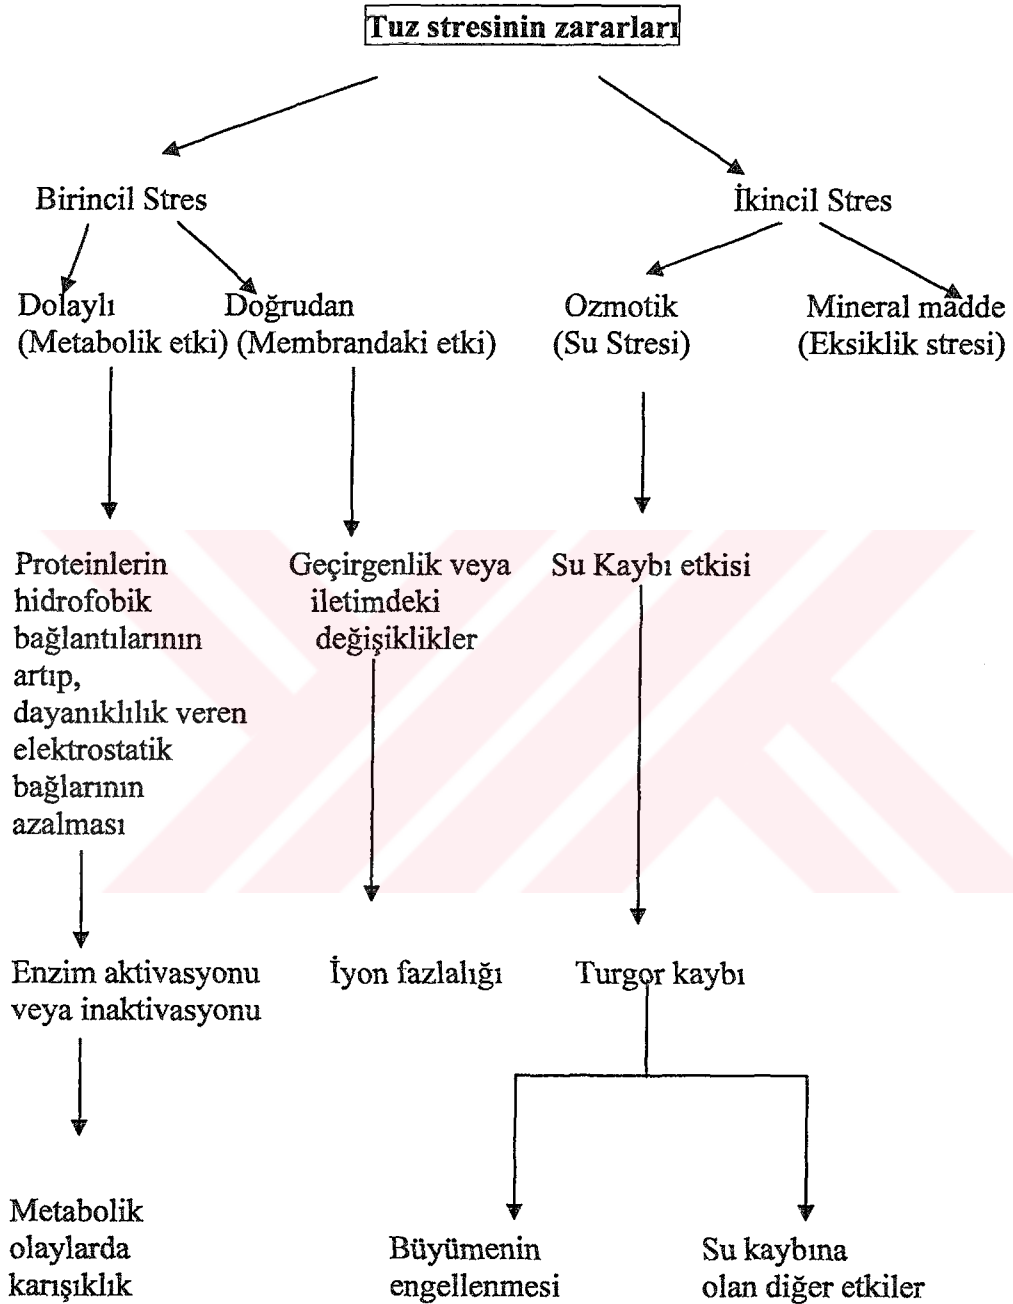 Tuz stresinin zararları
Birincil Stres
İkincil Stres
Dolaylı
(Metabolik etki)
Doğrudan
(Membrandaki etki)
Ozmotik
(Su Stresi)
Mineral madde
(Eksiklik stresi)
Proteinlerin
hidrofobik
bağlantılarının
artıp,
dayanıklılık veren
elektrostatik
bağlarının
azalması
Geçirgenlik veya
iletimdeki
değişiklikler
Su Kaybı etkisi
Enzim aktivasyonu
veya inaktivasyonu
İyon fazlalığı
Turgor kaybı
Metabolik
olaylarda
karışıklık
Büyümenin
engellenmesi
Su kaybına
olan diğer etkiler